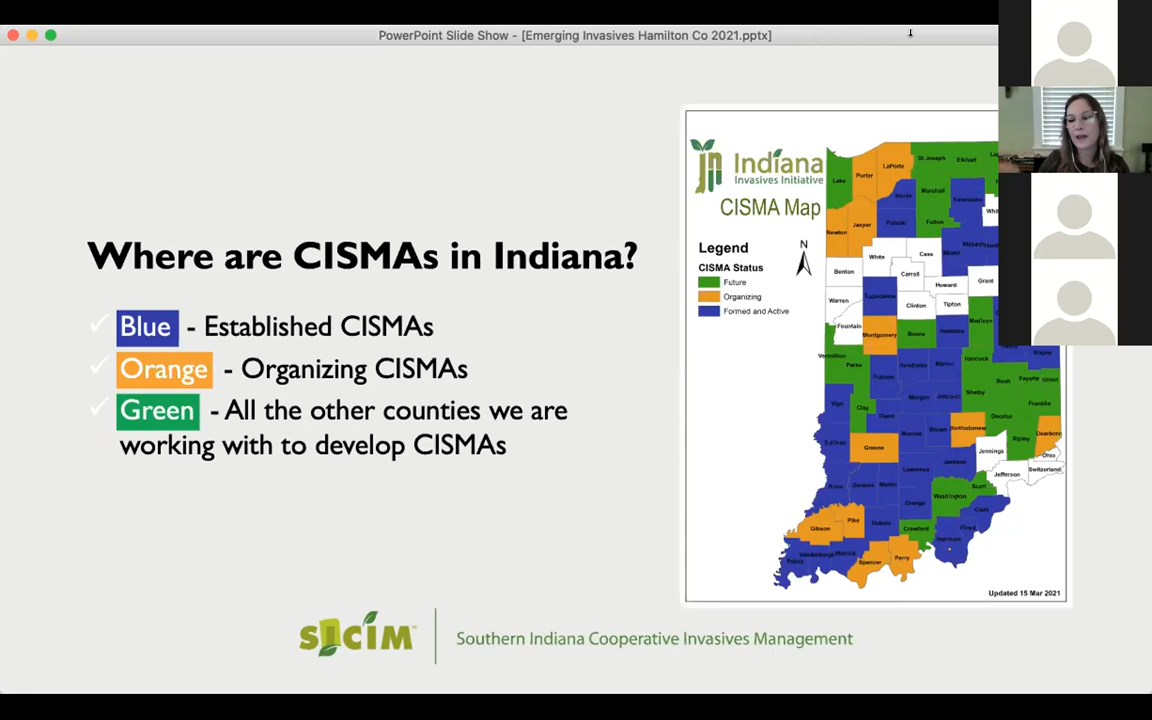 PowerPoint Slide Show - [Emerging Invasives Hamilton Co 2021.pptx]
Where are CISMAs in Indiana?
Blue - Established CISMAs
Orange - Organizing CISMAs
Green - All the other counties we are
working with to develop CISMAs
Indiana
Invasives Initiative
CISMA Map
Legend
CISMA Status
Future
Organizing
Formed and Active
N
Lake
Porter
LaPorte
St Joseph
Elkhart
Starke
Marshall
Kosciusko
Newton
Jasper
Pulaski
Fulton
Benton
White
Cass
Miami
Wabash
Carroll
Howard
Grant
Warren
Tippecanoe
Clinton
Tipton
Fountain
Montgomery
Boone
Hamilton
Madison
Vermillion
Parke
Putnam
Hendricks
Marion
Hancock
Wayne
Rush
Fayette
Union
Vigo
Clay
Owen
Morgan
Johnson
Shelby
Franklin
Decatur
Sullivan
Greene
Monroe
Brown
Bartholomew
Ripley
Dearborn
Jennings
Ohio
Knox
Daviess
Martin
Lawrence
Jackson
Jefferson
Switzerland
Orange
Washington
Scott
Clark
Gibson
Pike
Dubois
Crawford
Floyd
Harrison
Posey
Vanderburgh
Warrick
Spencer
Perry
Updated 15 Mar 2021
SICIM
Southern Indiana Cooperative Invasives Management